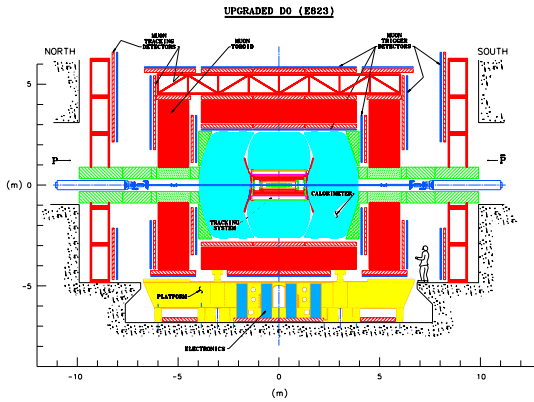 UPGRADED D0 (E823)
NORTH
MUON
TRACKING
DETECTORS
MUON
TOROID
MUON
TRIGGER
DETECTORS
SOUTH
5
P
P̅
(m) 0
CALORIMETER
TRACKING
SYSTEM
-5
PLATFORM
ELECTRONICS
-10 -5 0 5 10
(m)